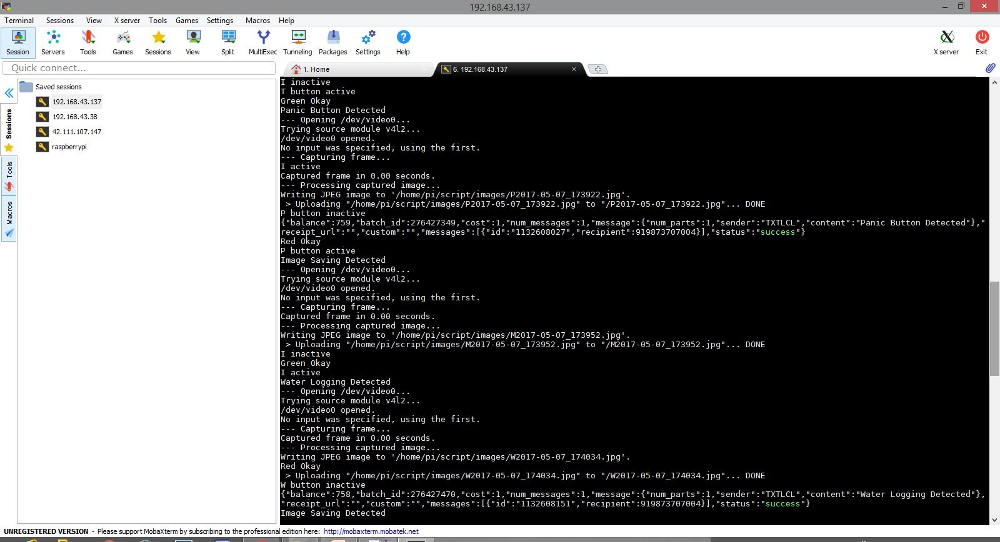 192.168.43.137
Terminal Sessions View X server Tools Games Settings Macros Help
Session Servers Tools Games Sessions View Split MultiExec Tunneling Packages Settings Help X server Exit
Quick connect...
1. Home
6. 192.168.43.137
Saved sessions
192.168.43.137
192.168.43.38
42.111.107.147
raspberrypi
Sessions
Tools
Macros
I inactive
T button active
Green Okay
Panic Button Detected
--- Opening /dev/video0...
Trying source module v4l2...
/dev/video0 opened.
No input was specified, using the first.
--- Capturing frame...
I active
Captured frame in 0.00 seconds.
--- Processing captured image...
Writing JPEG image to '/home/pi/script/images/P2017-05-07_173922.jpg'.
> Uploading "/home/pi/script/images/P2017-05-07_173922.jpg" to "/P2017-05-07_173922.jpg"... DONE
P button inactive
{"balance":759,"batch_id":276427349,"cost":1,"num_messages":1,"message":{"num_parts":1,"sender":"TXTLCL","content":"Panic Button Detected"},"
receipt_url":"","custom":"","messages":[{"id":"1132608027","recipient":919873707004}],"status":"success"}
Red Okay
P button active
Image Saving Detected
--- Opening /dev/video0...
Trying source module v4l2...
/dev/video0 opened.
No input was specified, using the first.
--- Capturing frame...
Captured frame in 0.00 seconds.
--- Processing captured image...
Writing JPEG image to '/home/pi/script/images/M2017-05-07_173952.jpg'.
> Uploading "/home/pi/script/images/M2017-05-07_173952.jpg" to "/M2017-05-07_173952.jpg"... DONE
I inactive
Green Okay
I active
Water Logging Detected
--- Opening /dev/video0...
Trying source module v4l2...
/dev/video0 opened.
No input was specified, using the first.
--- Capturing frame...
Captured frame in 0.00 seconds.
--- Processing captured image...
Writing JPEG image to '/home/pi/script/images/W2017-05-07_174034.jpg'.
Red Okay
> Uploading "/home/pi/script/images/W2017-05-07_174034.jpg" to "/W2017-05-07_174034.jpg"... DONE
W button inactive
{"balance":758,"batch_id":276427470,"cost":1,"num_messages":1,"message":{"num_parts":1,"sender":"TXTLCL","content":"Water Logging Detected"},
"receipt_url":"","custom":"","messages":[{"id":"1132608151","recipient":919873707004}],"status":"success"}
Image Saving Detected
UNREGISTERED VERSION - Please support MobaXterm by subscribing to the professional edition here: http://mobaxterm.mobatek.net